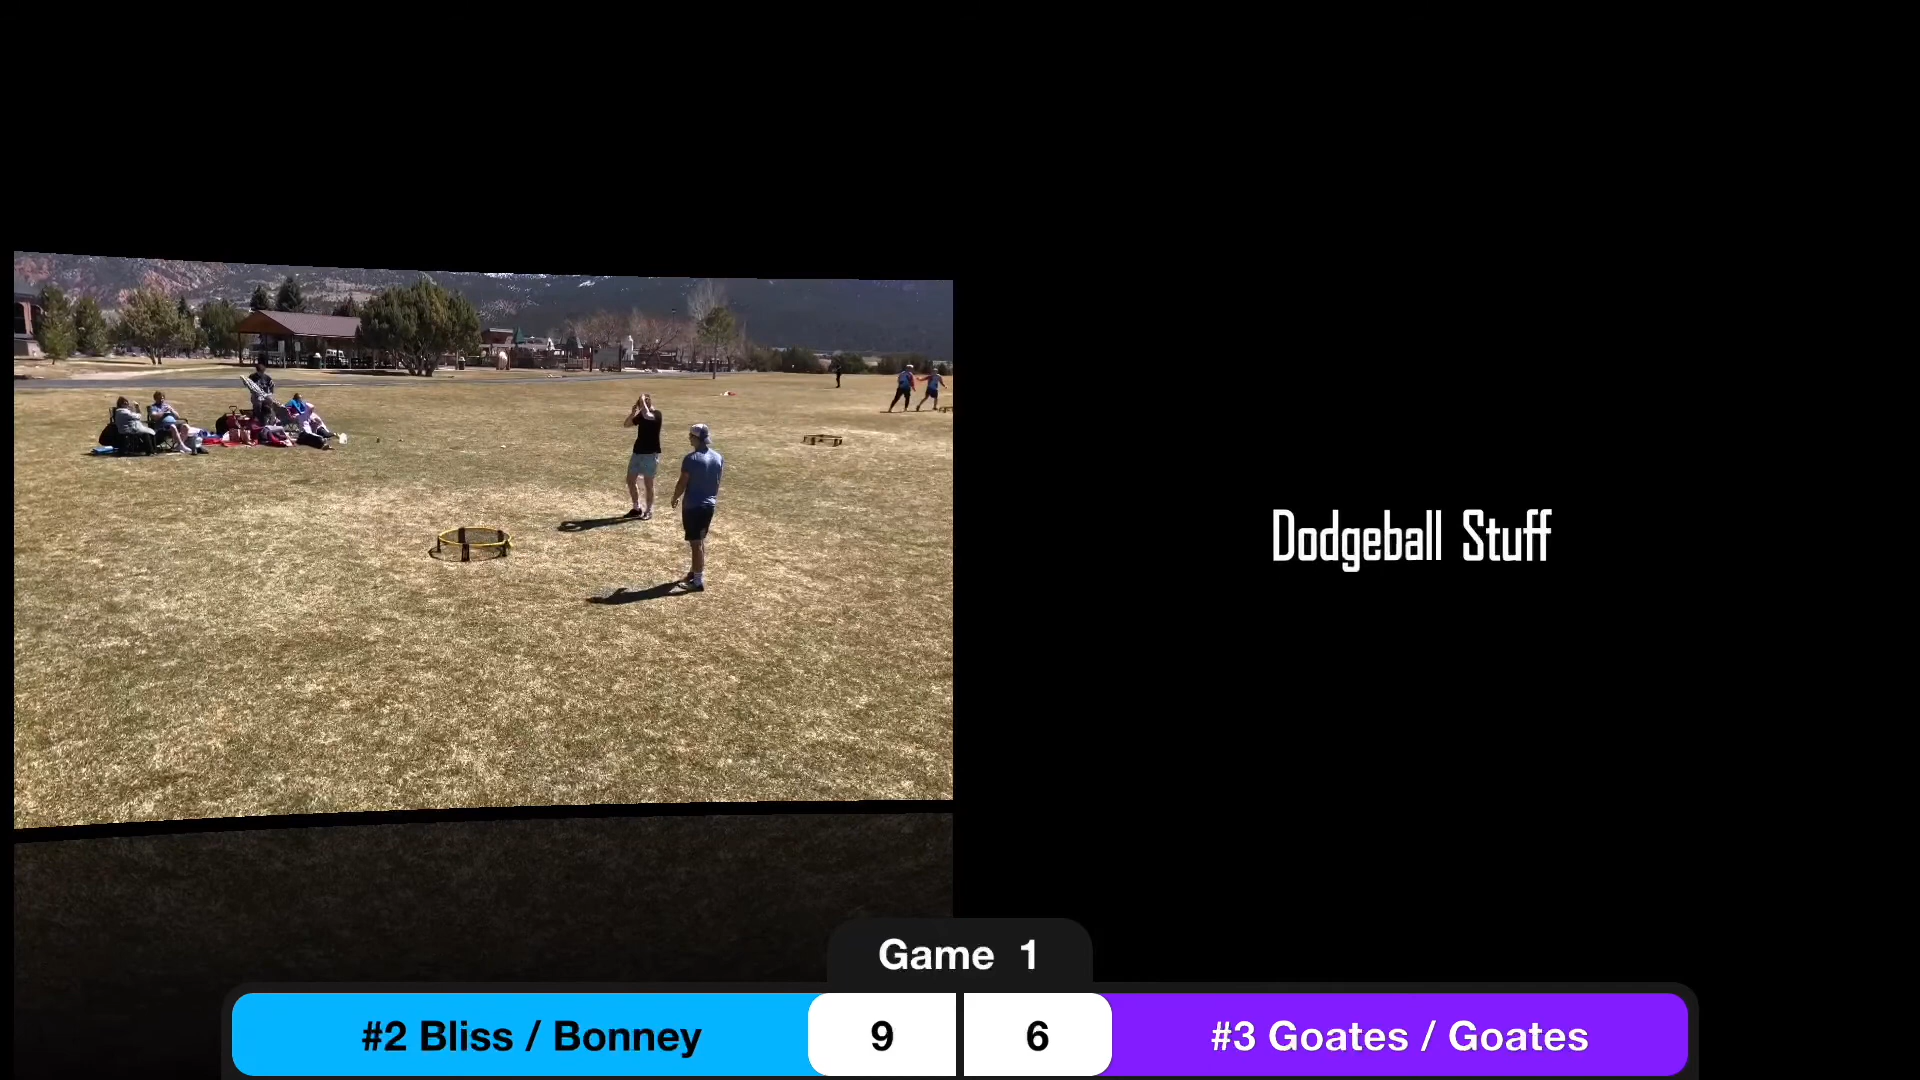 Dodgeball Stuff
Game 1
#2 Bliss / Bonney 9 6 #3 Goates / Goates